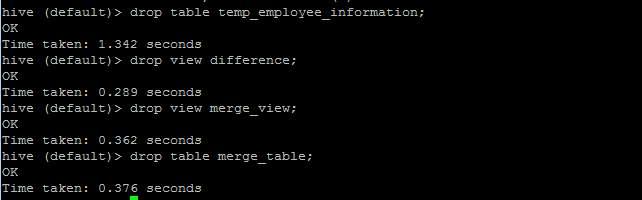 hive (default)> drop table temp_employee_information;
OK
Time taken: 1.342 seconds
hive (default)> drop view difference;
OK
Time taken: 0.289 seconds
hive (default)> drop view merge_view;
OK
Time taken: 0.362 seconds
hive (default)> drop table merge_table;
OK
Time taken: 0.376 seconds